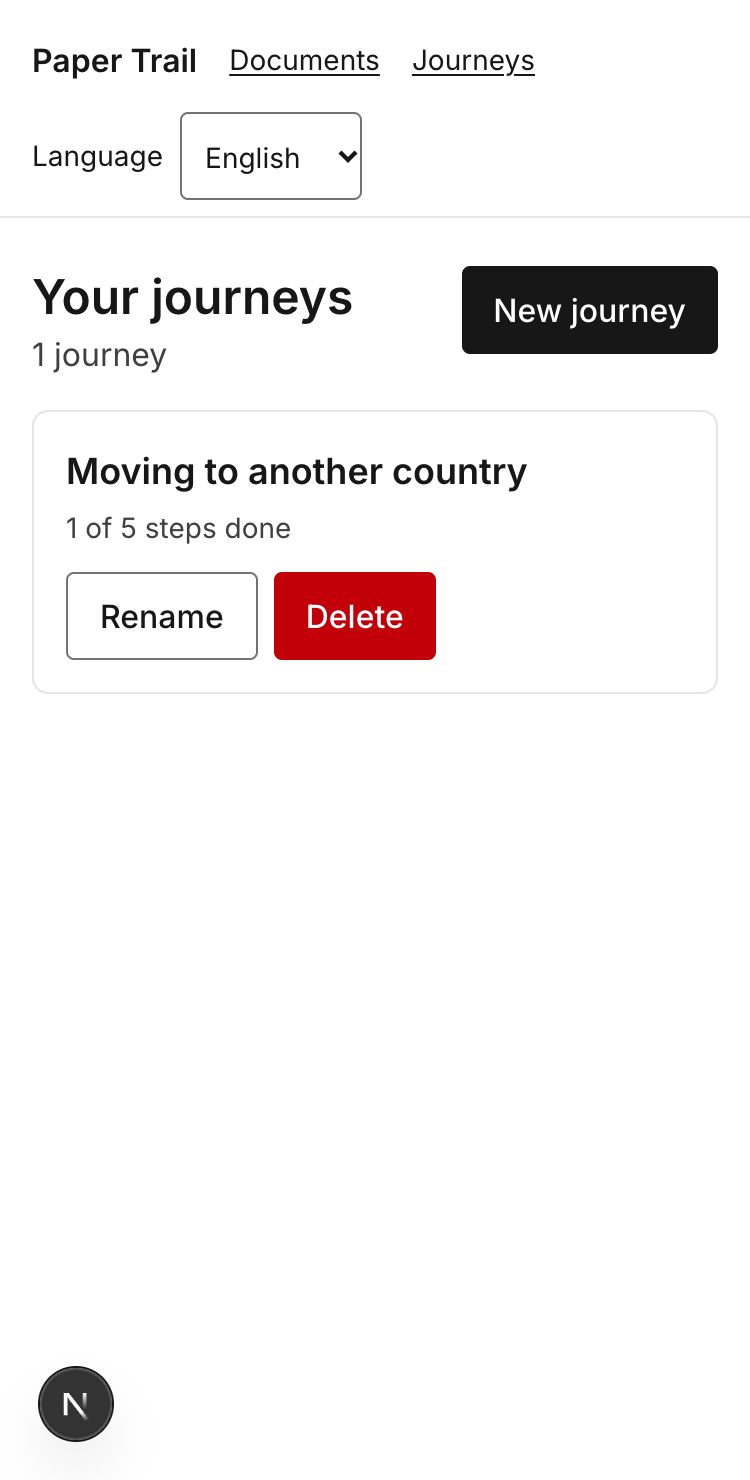 Paper Trail Documents Journeys
Language English
Your journeys
New journey
1 journey
Moving to another country
1 of 5 steps done
Rename Delete
N